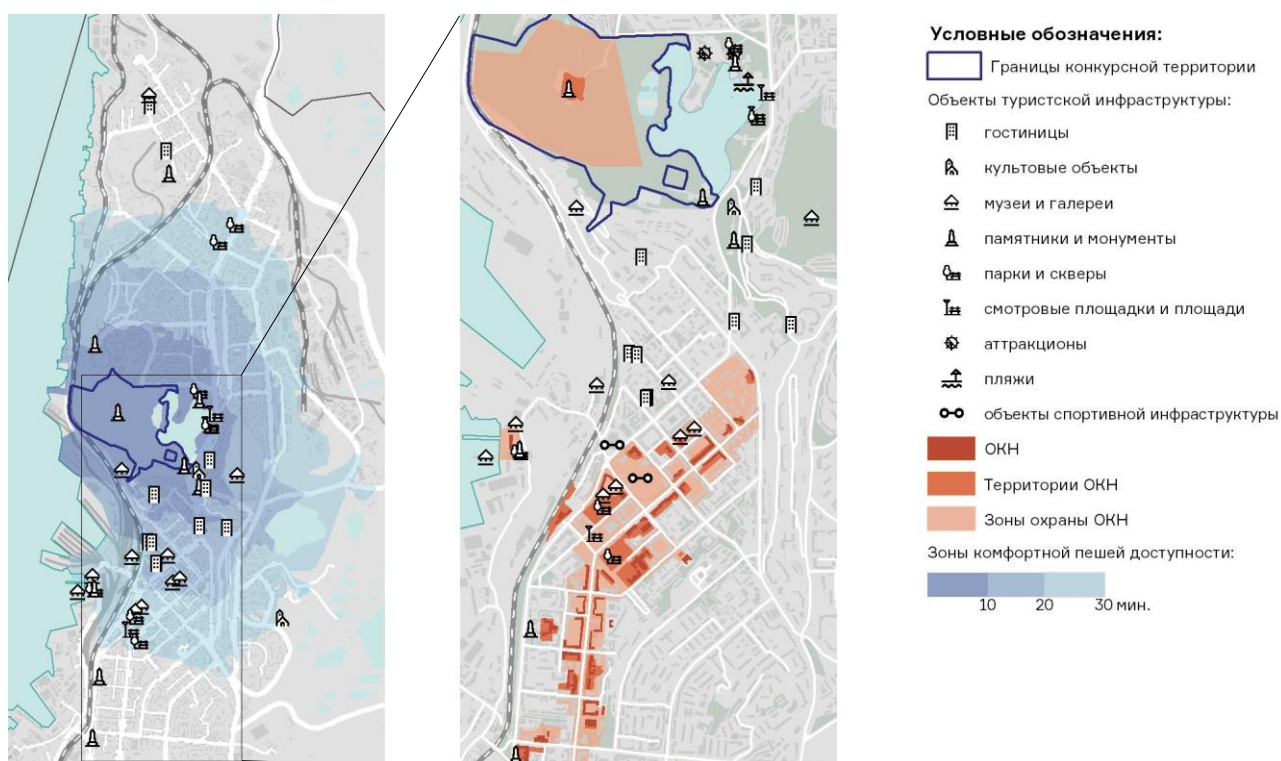 Условные обозначения:
Границы конкурсной территории
Объекты туристской инфраструктуры:
гостиницы
культовые объекты
музеи и галереи
памятники и монументы
парки и скверы
смотровые площадки и площади
аттракционы
пляжи
объекты спортивной инфраструктуры
ОКН
Территории ОКН
Зоны охраны ОКН
Зоны комфортной пешей доступности:
10 20 30 мин.